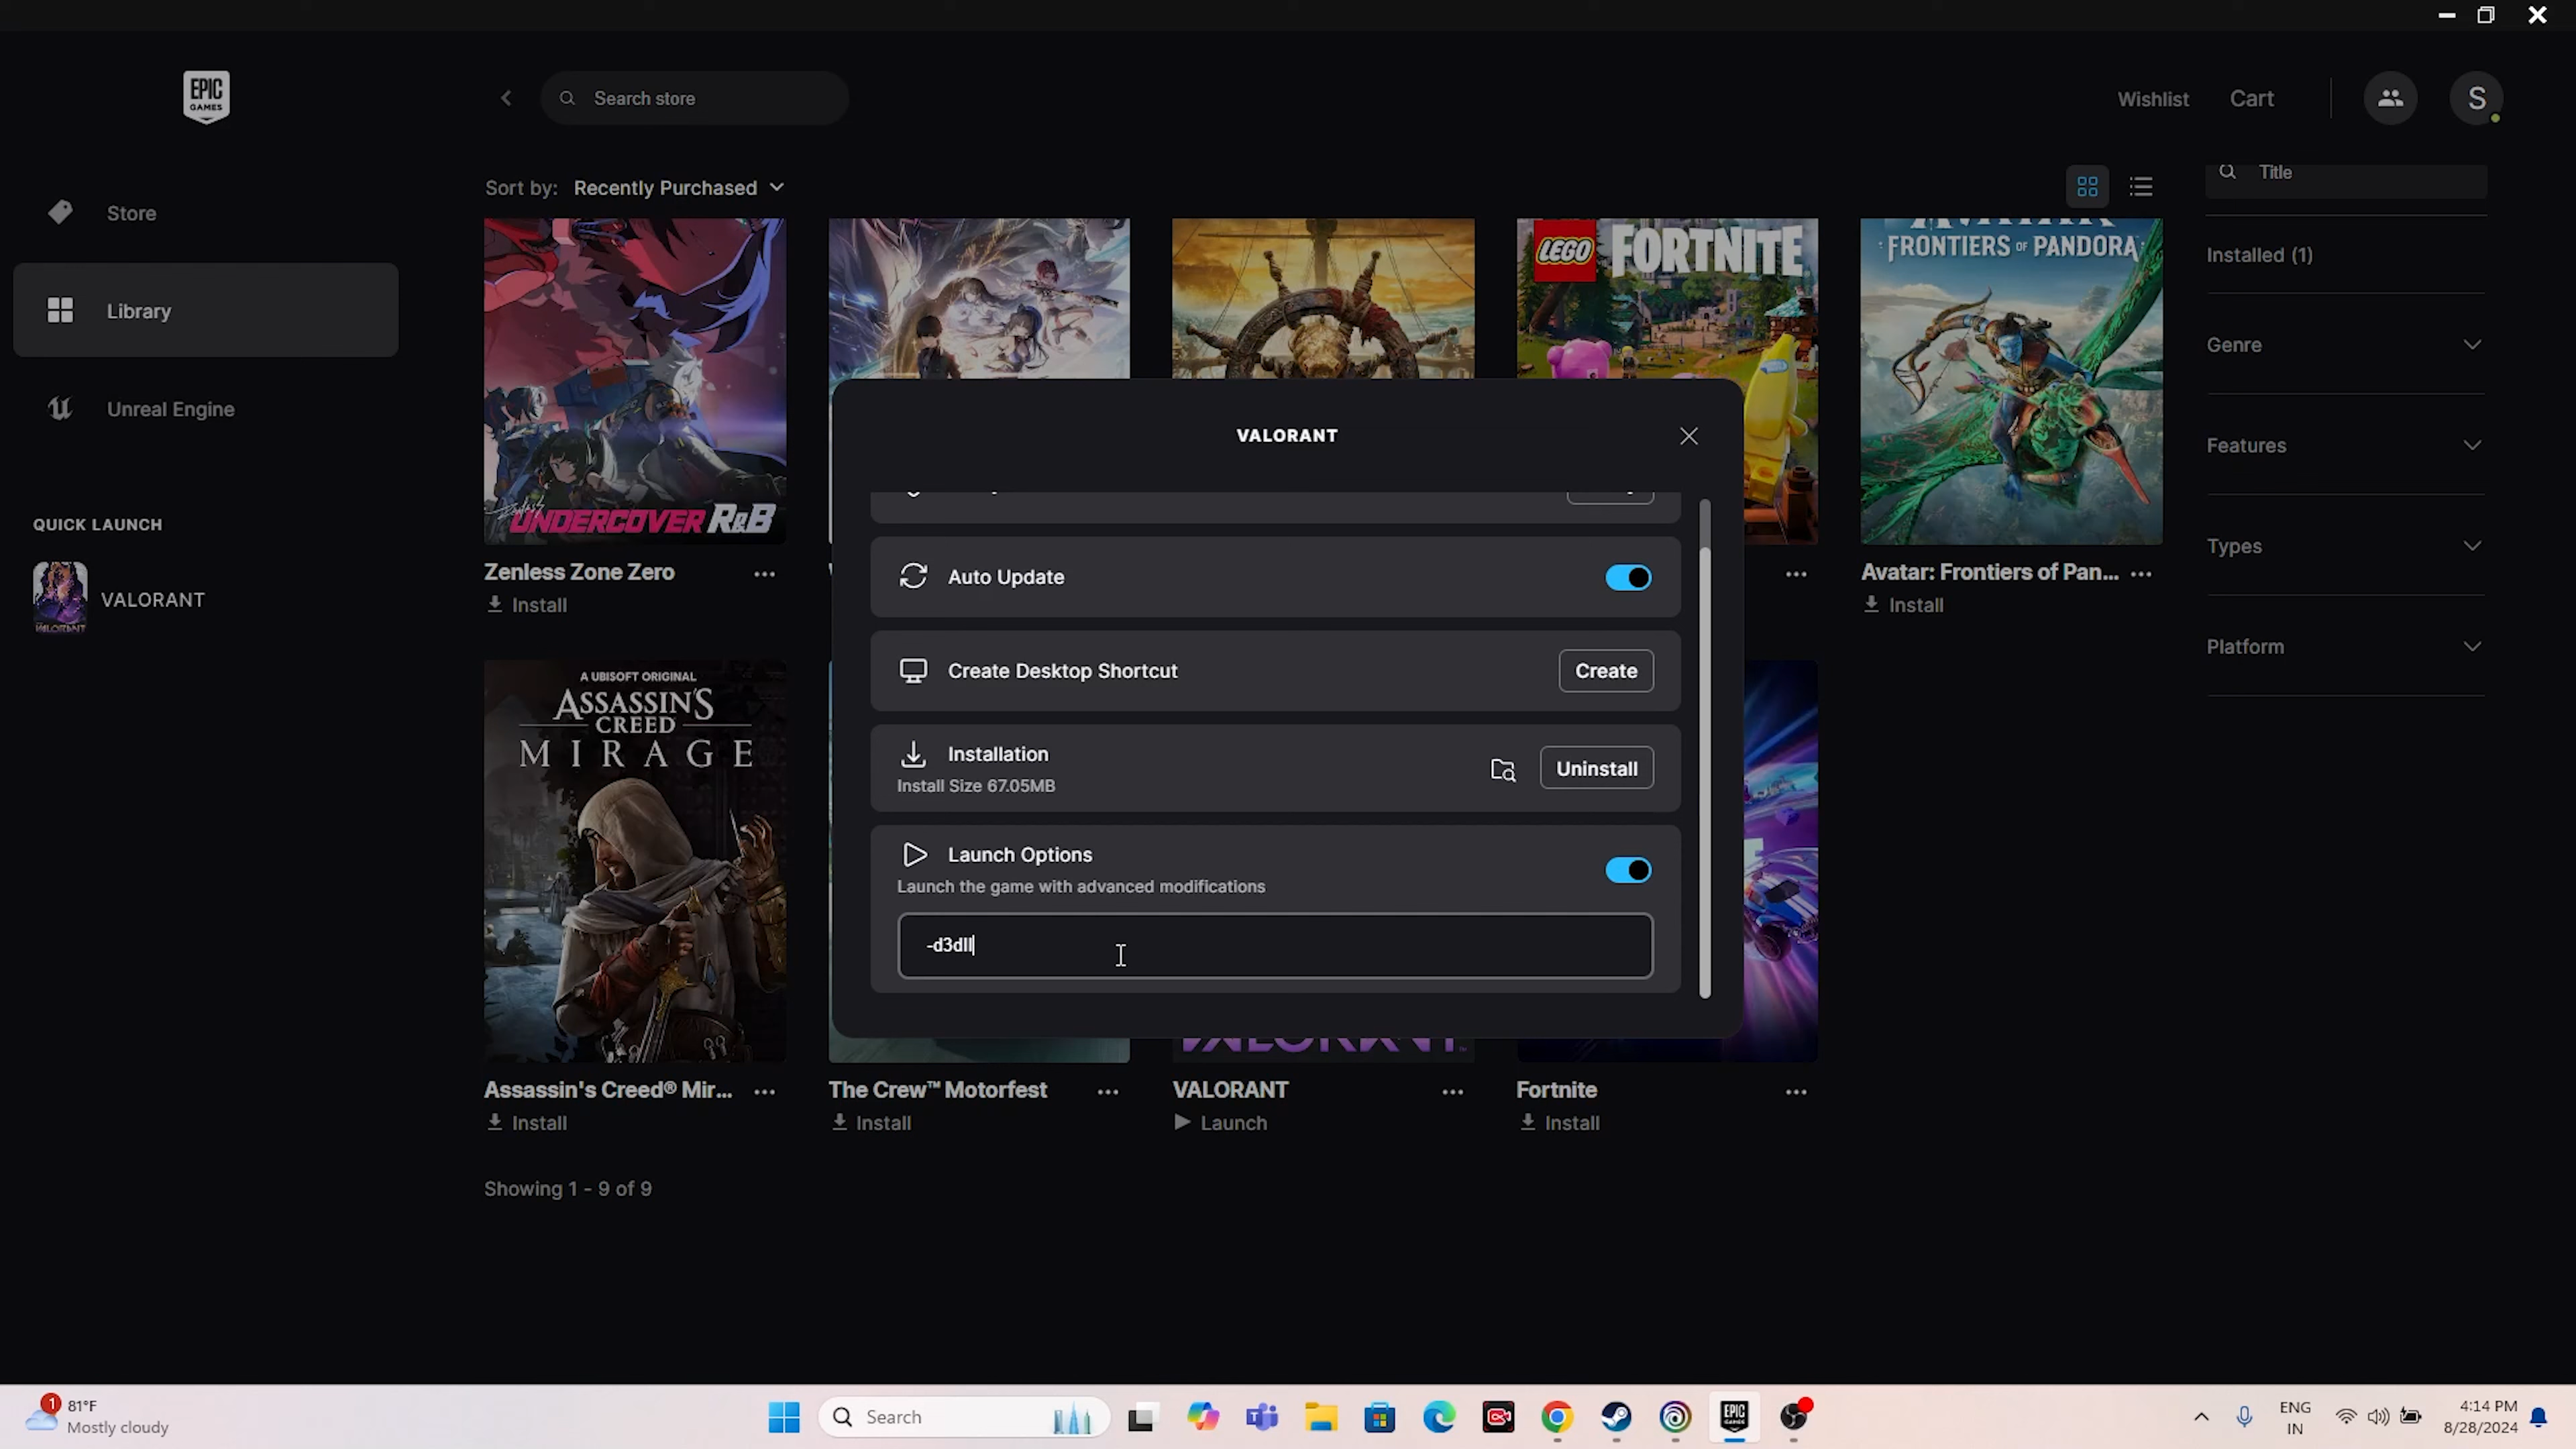 EPIC
GAMES
Search store
Wishlist
Cart
S
Store
Library
Unreal Engine
QUICK LAUNCH
VALORANT
Sort by: Recently Purchased
Title
Installed (1)
Genre
Features
Types
Platform
UNDERCOVER R&B
LEGO FORTNITE
FRONTIERS OF PANDORA
Zenless Zone Zero
Install
Avatar: Frontiers of Pan...
Install
VALORANT
Auto Update
Create Desktop Shortcut
Create
Installation
Install Size 67.05MB
Uninstall
Launch Options
Launch the game with advanced modifications
-d3dll
A UBISOFT ORIGINAL
ASSASSIN'S
CREED
MIRAGE
VALORANT
Assassin's Creed® Mir...
Install
The Crew™ Motorfest
Install
VALORANT
Launch
Fortnite
Install
Showing 1 - 9 of 9
1
81°F
Mostly cloudy
Search
EPIC
GAMES
ENG
IN
4:14 PM
8/28/2024